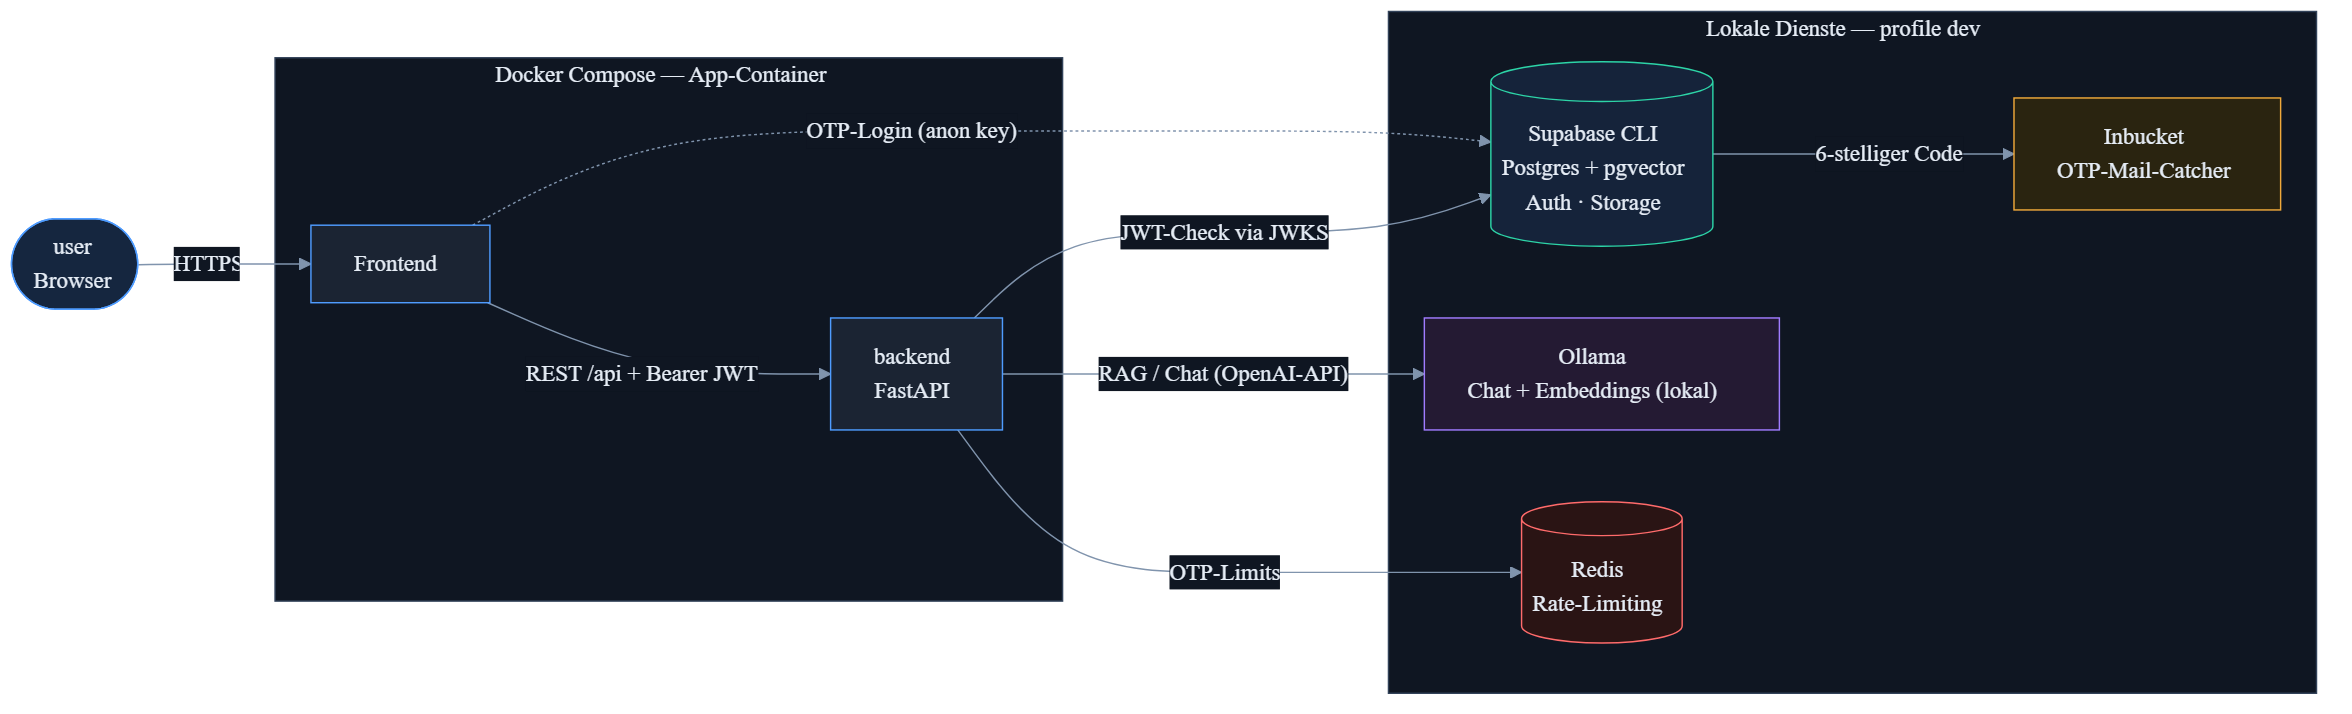 Lokale Dienste — profile dev
Docker Compose — App-Container
OTP-Login (anon key)
Supabase CLI
Postgres + pgvector
Auth · Storage
6-stelliger Code
Inbucket
OTP-Mail-Catcher
user
Browser
HTTPS
Frontend
JWT-Check via JWKS
REST /api + Bearer JWT
backend
FastAPI
RAG / Chat (OpenAI-API)
Ollama
Chat + Embeddings (lokal)
OTP-Limits
Redis
Rate-Limiting